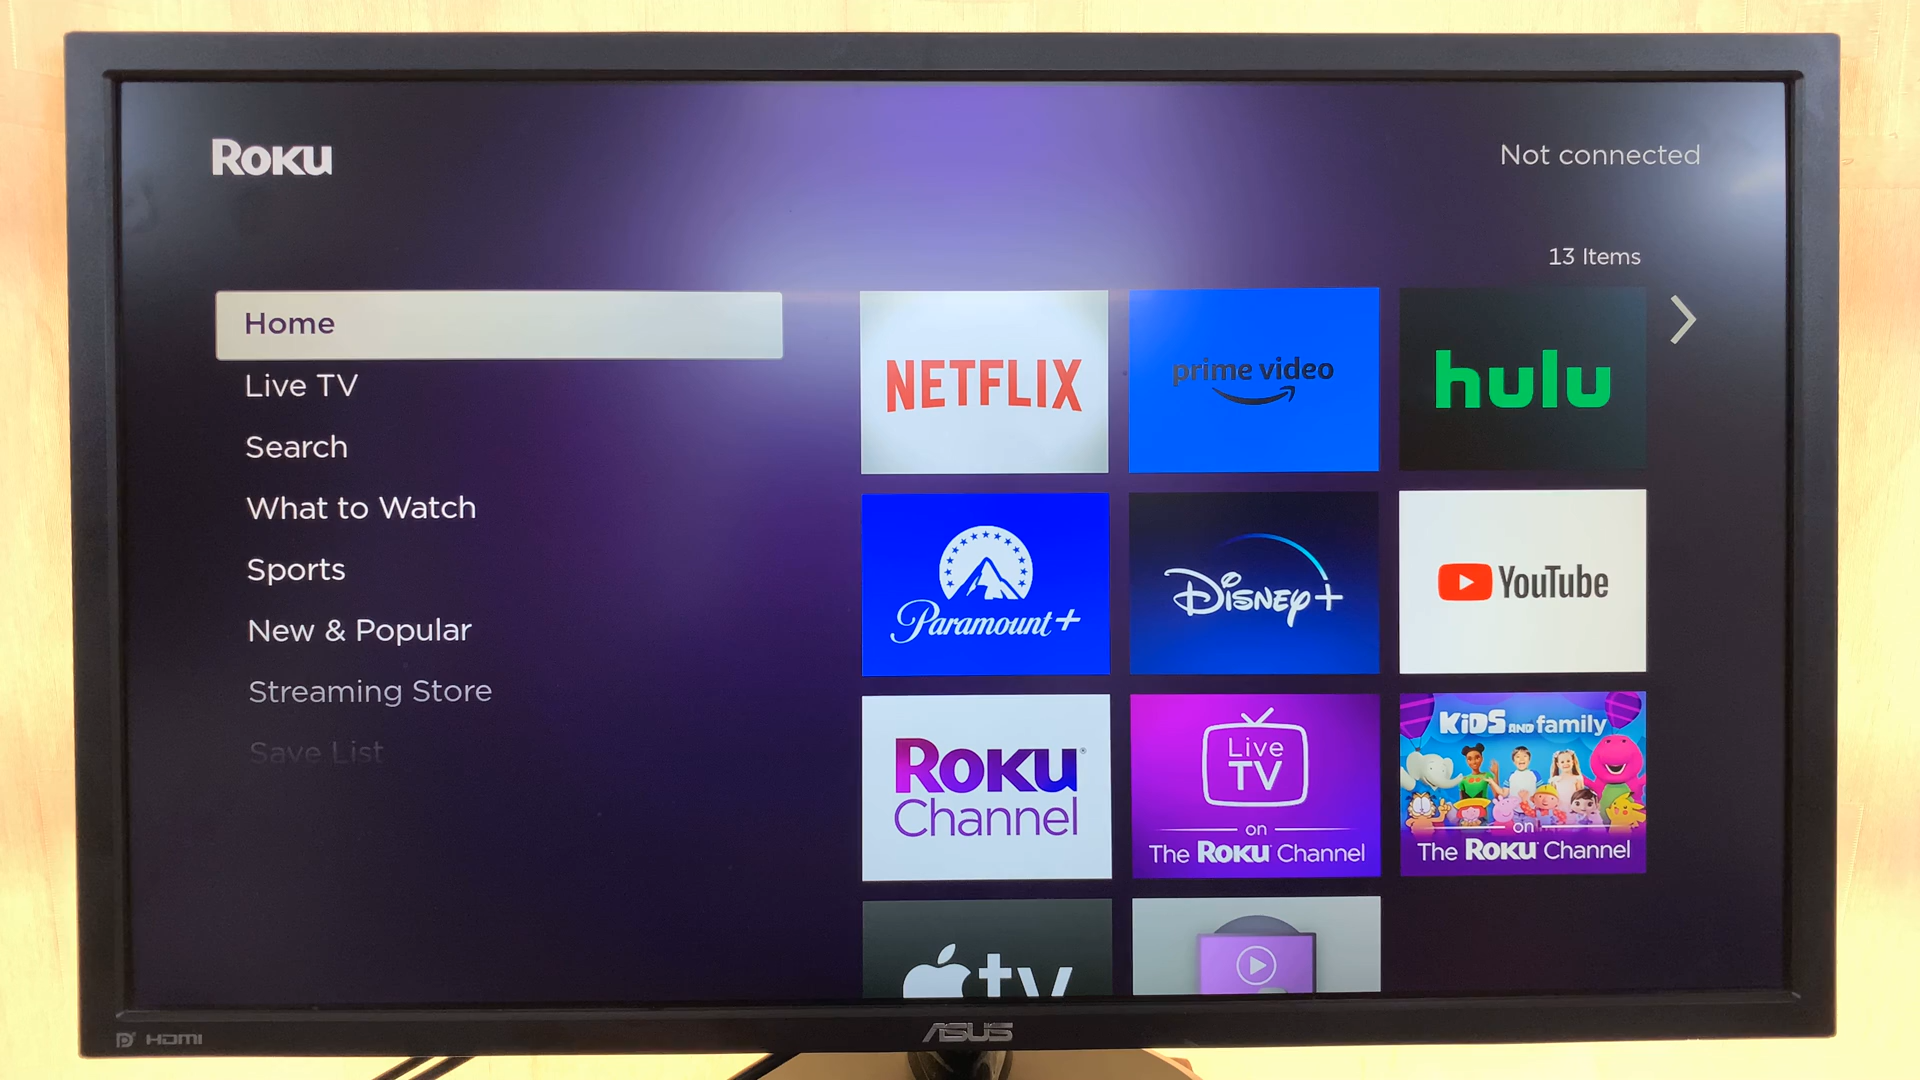 ROKU
Not connected
13 Items
Home
Live TV
Search
What to Watch
Sports
New & Popular
Streaming Store
Save List
NETFLIX
prime video
hulu
Paramount+
Disney+
YouTube
ROKU
Channel
Live
TV
on
The ROKU Channel
KiDS AND family
on
The ROKU Channel
tv
HDMI
ASUS